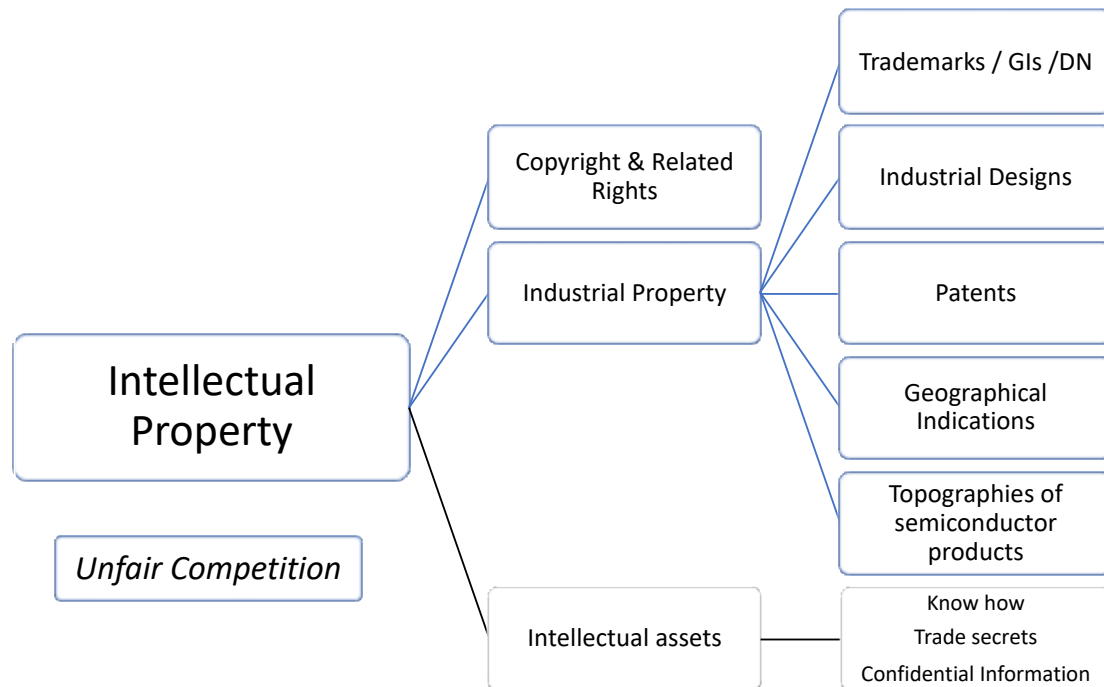 Intellectual
Property
Unfair Competition
Copyright & Related
Rights
Industrial Property
Intellectual assets
Trademarks / GIs /DN
Industrial Designs
Patents
Geographical
Indications
Topographies of
semiconductor
products
Know how
Trade secrets
Confidential Information